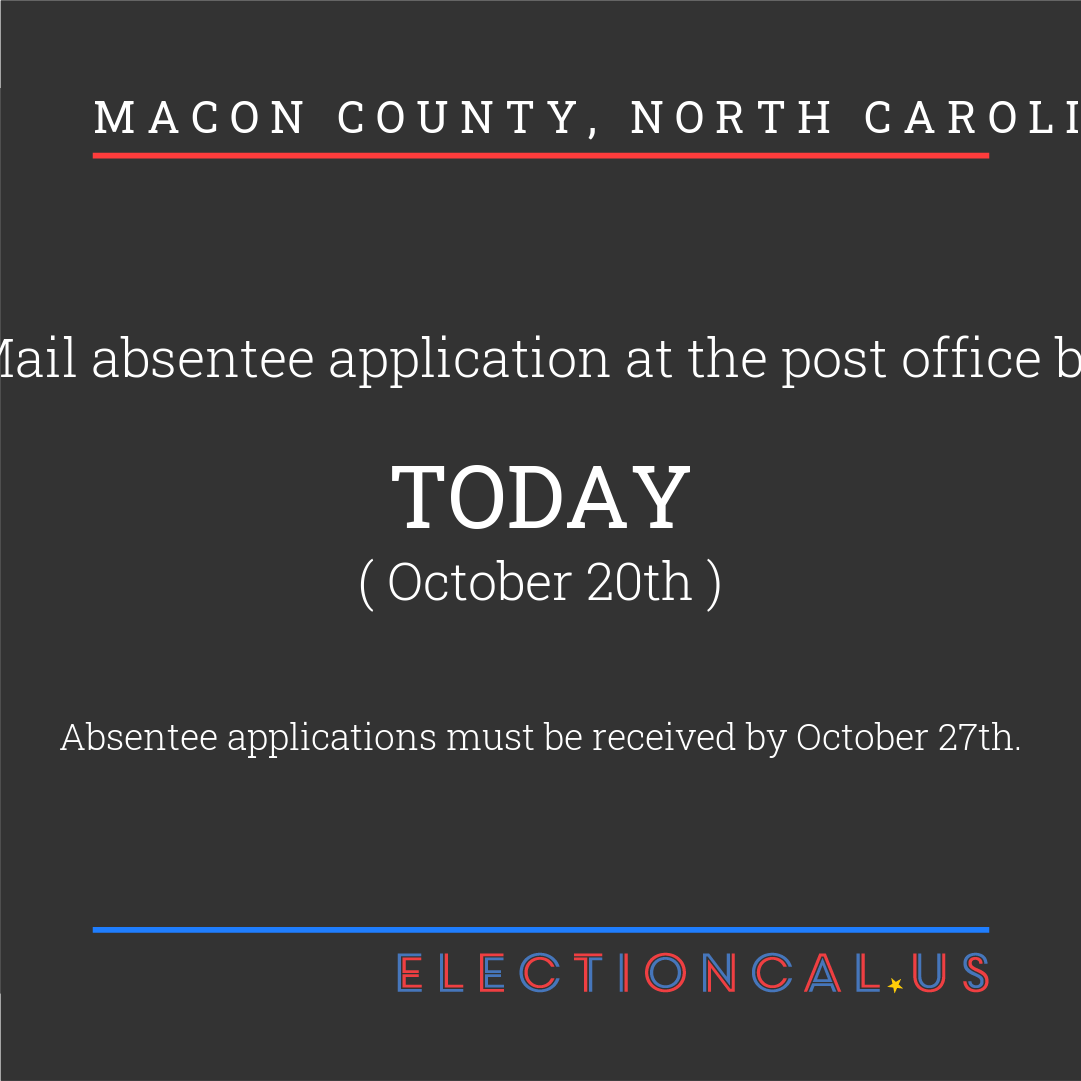 MACON COUNTY, NORTH CAROLI
Mail absentee application at the post office b
TODAY
( October 20th )
Absentee applications must be received by October 27th.
ELECTIONCAL.US